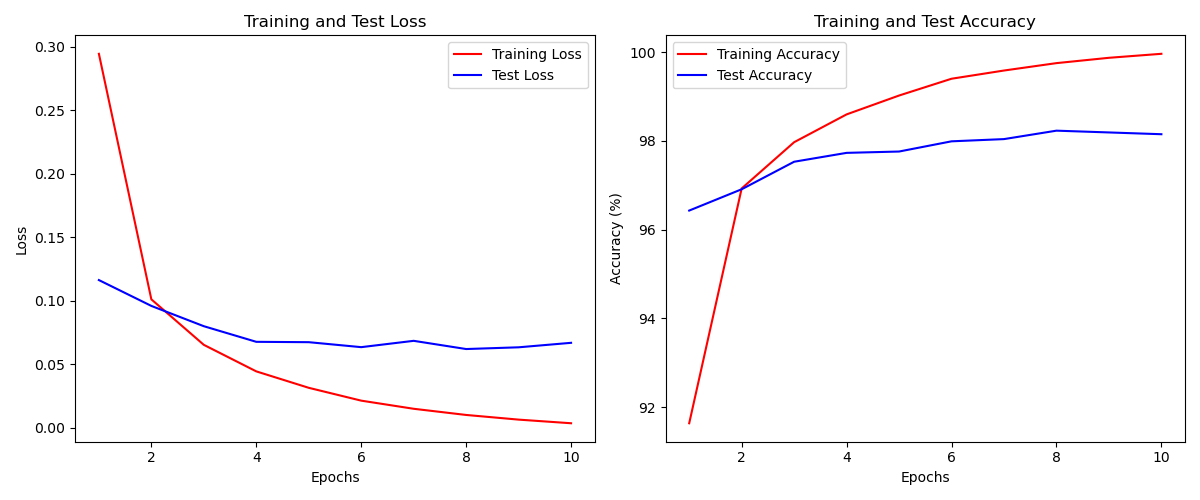 Training and Test Loss
Training Loss
Test Loss
0.30
0.25
0.20
0.15
0.10
0.05
0.00
Loss
2 4 6 8 10
Epochs
Training and Test Accuracy
Training Accuracy
Test Accuracy
100
98
96
94
92
Accuracy (%)
2 4 6 8 10
Epochs